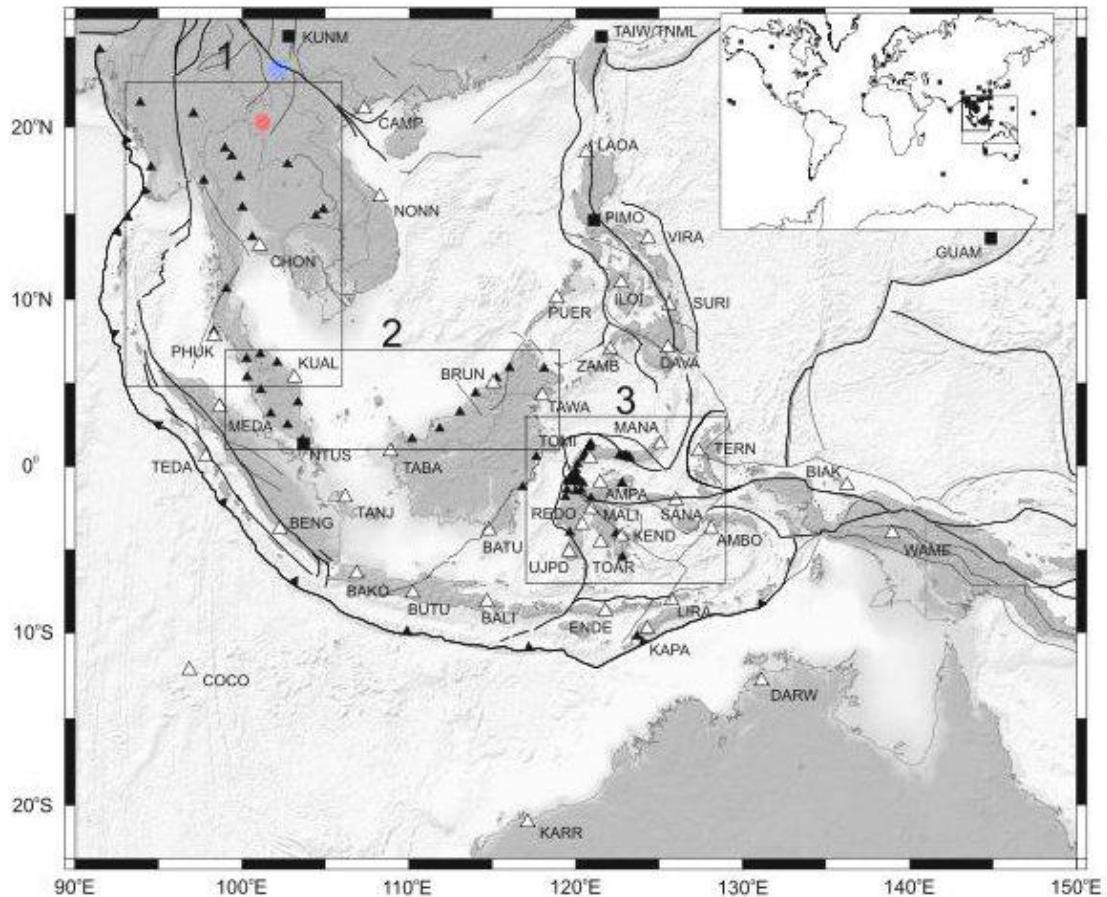 KUNM
TAIW/TNML
1
20°N
CAMP
LAOA
NONN
PIMO
VIRA
GUAM
CHON
10°N
PUER
ILOI
SURI
2
PHUK
KUAL
BRUN
ZAMB
DAVA
TAWA
3
MEDA
MANA
NTUS
TOMI
TERN
TEDA
TABA
BIAK
0°
AMPA
TANJ
REDO
MALI
SANA
BENG
BATU
KEND
AMBO
WAME
UJPD
TOAR
BAKO
BUTU
BALI
LIRA
ENDE
10°S
KAPA
COCO
DARW
20°S
KARR
90°E 100°E 110°E 120°E 130°E 140°E 150°E